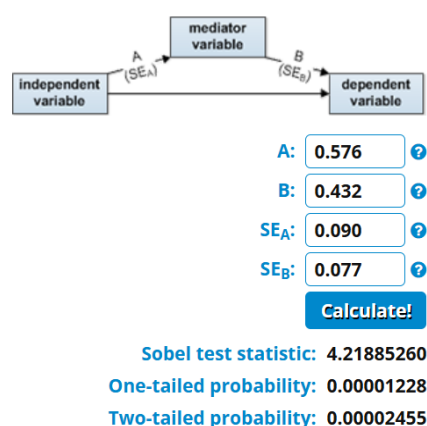 mediator
variable
A
(SEA)
B
(SEB)
independent
variable
dependent
variable
A: 0.576 ?
B: 0.432 ?
SEA: 0.090 ?
SEB: 0.077 ?
Calculate!
Sobel test statistic: 4.21885260
One-tailed probability: 0.00001228
Two-tailed probability: 0.00002455